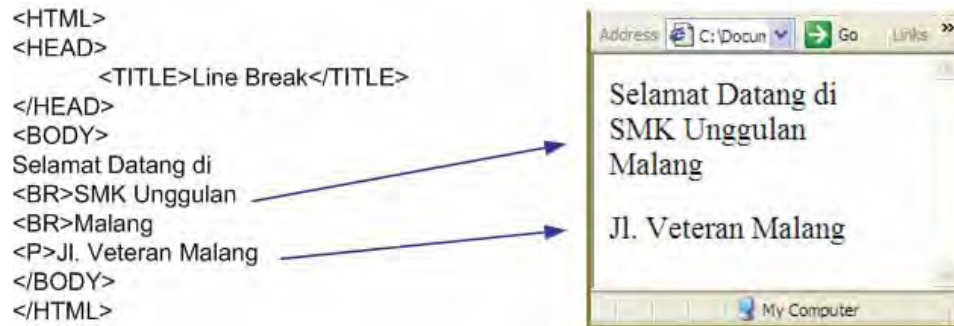 <HTML>
<HEAD>
<TITLE>Line Break</TITLE>
</HEAD>
<BODY>
Selamat Datang di
<BR>SMK Unggulan
<BR>Malang
<P>Jl. Veteran Malang
</BODY>
</HTML>
Address C:\Docun Go Links »
Selamat Datang di
SMK Unggulan
Malang
Jl. Veteran Malang
My Computer